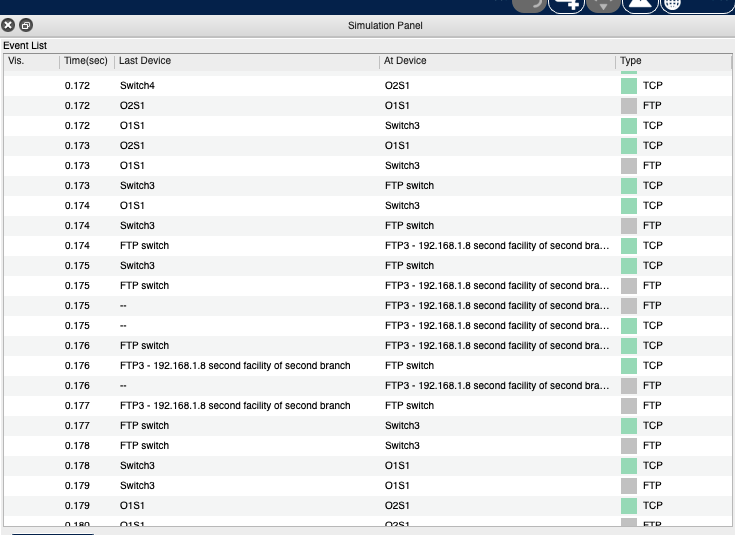 Simulation Panel
Event List
Vis. Time(sec) Last Device At Device Type
0.172 Switch4 O2S1 TCP
0.172 O2S1 O1S1 FTP
0.172 O1S1 Switch3 TCP
0.173 O2S1 O1S1 TCP
0.173 O1S1 Switch3 FTP
0.173 Switch3 FTP switch TCP
0.174 O1S1 Switch3 TCP
0.174 Switch3 FTP switch FTP
0.174 FTP switch FTP3 - 192.168.1.8 second facility of second bra... TCP
0.175 Switch3 FTP switch TCP
0.175 FTP switch FTP3 - 192.168.1.8 second facility of second bra... FTP
0.175 -- FTP3 - 192.168.1.8 second facility of second bra... FTP
0.175 -- FTP3 - 192.168.1.8 second facility of second bra... TCP
0.176 FTP switch FTP3 - 192.168.1.8 second facility of second bra... TCP
0.176 FTP3 - 192.168.1.8 second facility of second branch FTP switch TCP
0.176 -- FTP3 - 192.168.1.8 second facility of second bra... FTP
0.177 FTP3 - 192.168.1.8 second facility of second branch FTP switch FTP
0.177 FTP switch Switch3 TCP
0.178 FTP switch Switch3 FTP
0.178 Switch3 O1S1 TCP
0.179 Switch3 O1S1 FTP
0.179 O1S1 O2S1 TCP
0.180 O1S1 O2S1 FTP